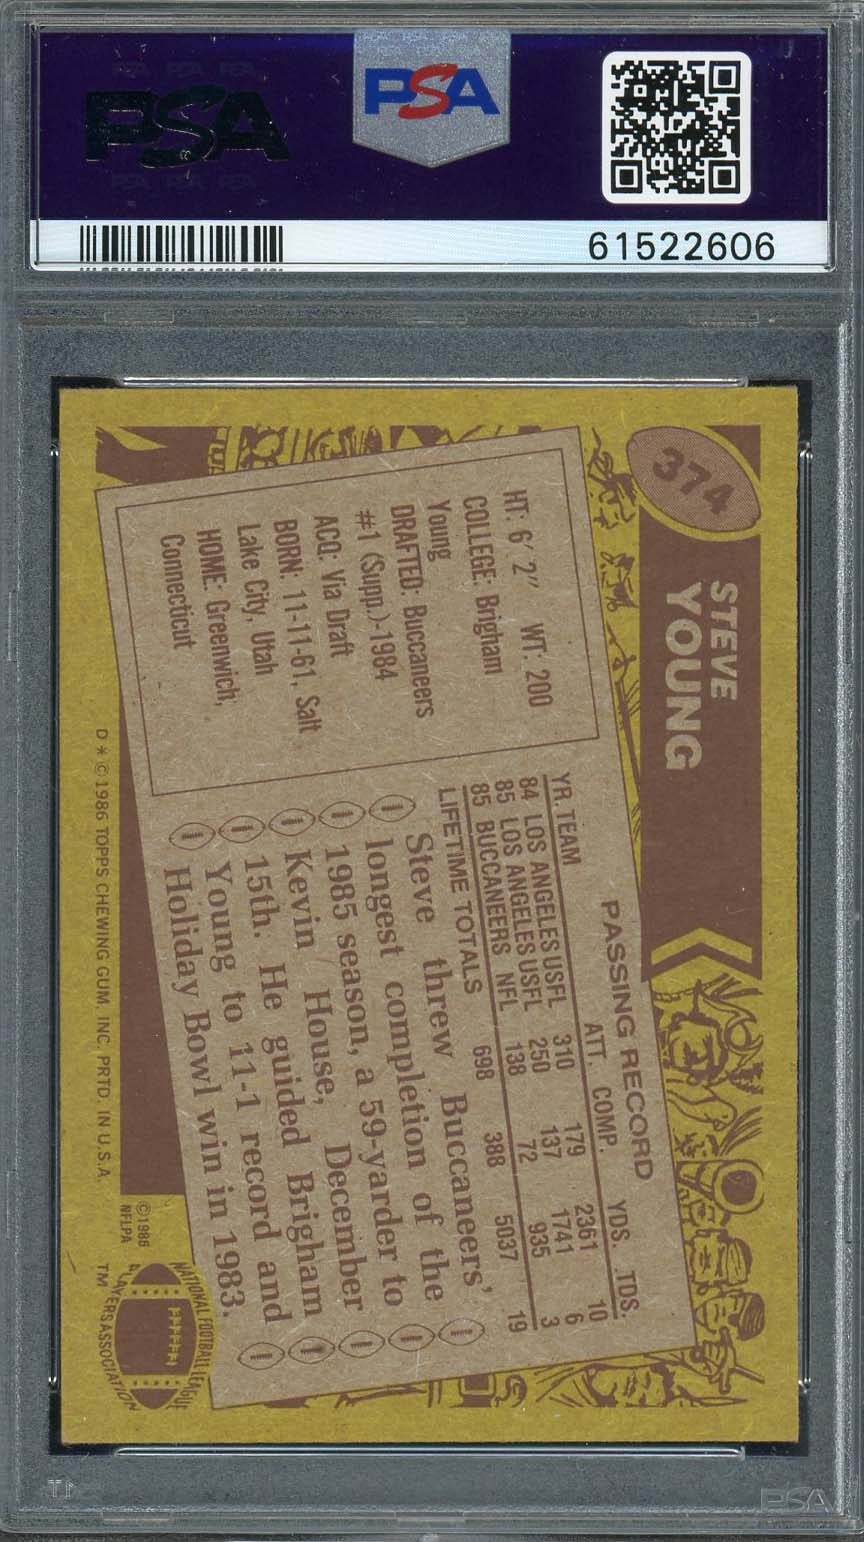 PSA
PSA
61522606
374
STEVE
YOUNG
HT: 6' 2" WT: 200
COLLEGE: Brigham
Young
DRAFTED: Buccaneers
#1 (Supp.)-1984
ACQ: Via Draft
BORN: 11-11-61, Salt
Lake City, Utah
HOME: Greenwich,
Connecticut
PASSING RECORD
YR. TEAM ATT. COMP. YDS. TDS.
84 LOS ANGELES USFL 310 179 2361 10
85 LOS ANGELES USFL 250 137 1741 6
85 BUCCANEERS NFL 138 72 935 3
LIFETIME TOTALS 698 388 5037 19
Steve threw Buccaneers'
longest completion of the
1985 season, a 59-yarder to
Kevin House, December
15th. He guided Brigham
Young to 11-1 record and
Holiday Bowl win in 1983.
D * © 1986 TOPPS CHEWING GUM, INC. PRTD. IN U.S.A.
© 1986
NFLPA
NATIONAL FOOTBALL LEAGUE
PLAYERS ASSOCIATION
TM
PSA